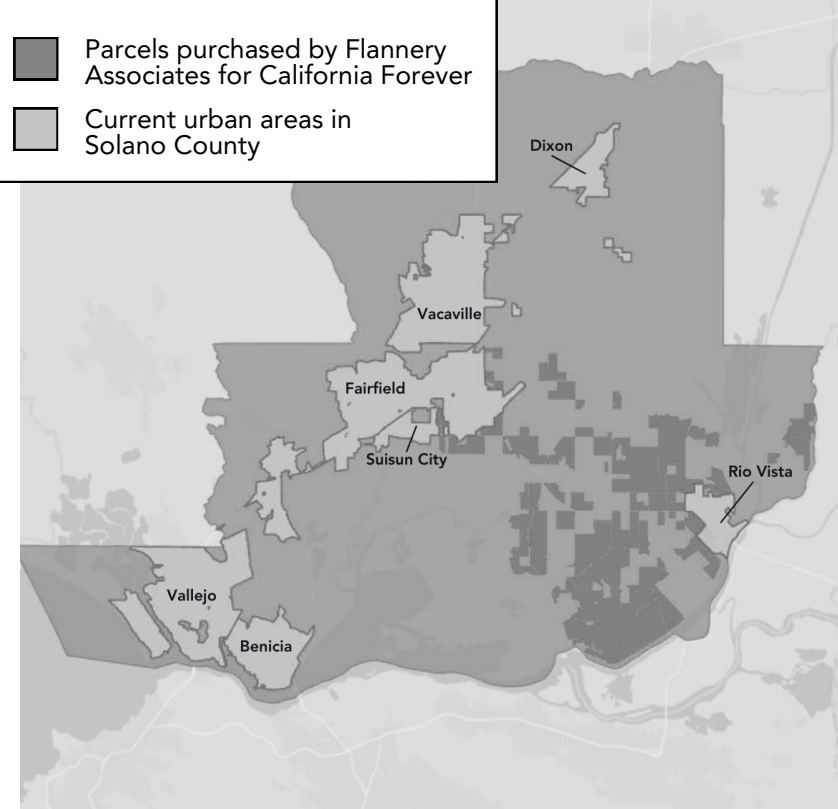 Parcels purchased by Flannery
Associates for California Forever
Current urban areas in
Solano County
Dixon
Vacaville
Fairfield
Suisun City
Rio Vista
Vallejo
Benicia